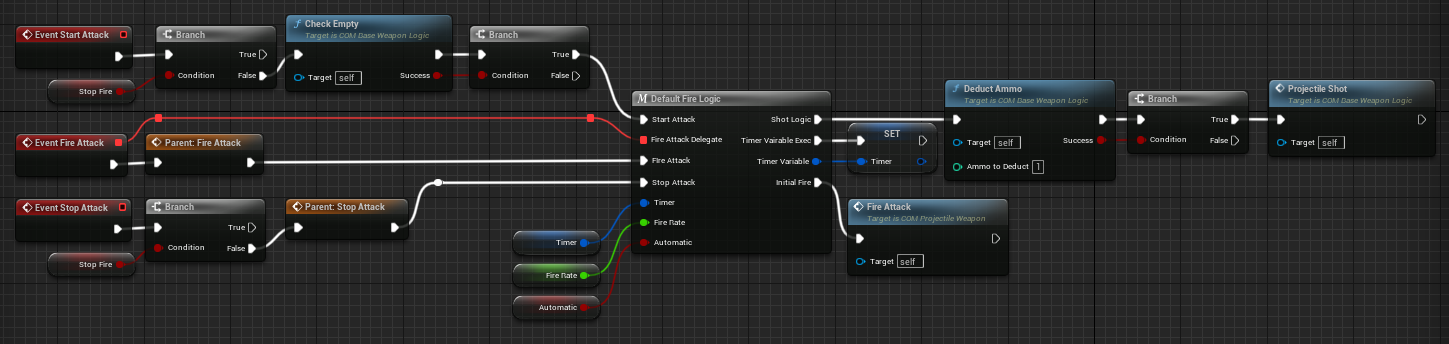 Event Start Attack
Branch
True
Condition
False
Stop Fire
Check Empty
Target is COM Dase Weapon Logic
Target
self
Success
Branch
True
Condition
False
Event Fire Attack
Parent: Fire Attack
Event Stop Attack
Branch
True
Condition
False
Stop Fire
Parent: Stop Attack
Timer
Fire Rate
Automatic
Default Fire Logic
Start Attack
Shot Logic
Fire Attack Delegate
Timer Vairable Exec
Fire Attack
Timer Variable
Stop Attack
Initial Fire
Timer
Fire Rate
Automatic
SET
Timer
Fire Attack
Target is COM Projectile Weapon
Target
self
Deduct Ammo
Target is COM Dase Weapon Logic
Target
self
Success
Ammo to Deduct
1
Branch
True
Condition
False
Projectile Shot
Target is COM Dase Weapon Logic
Target
self